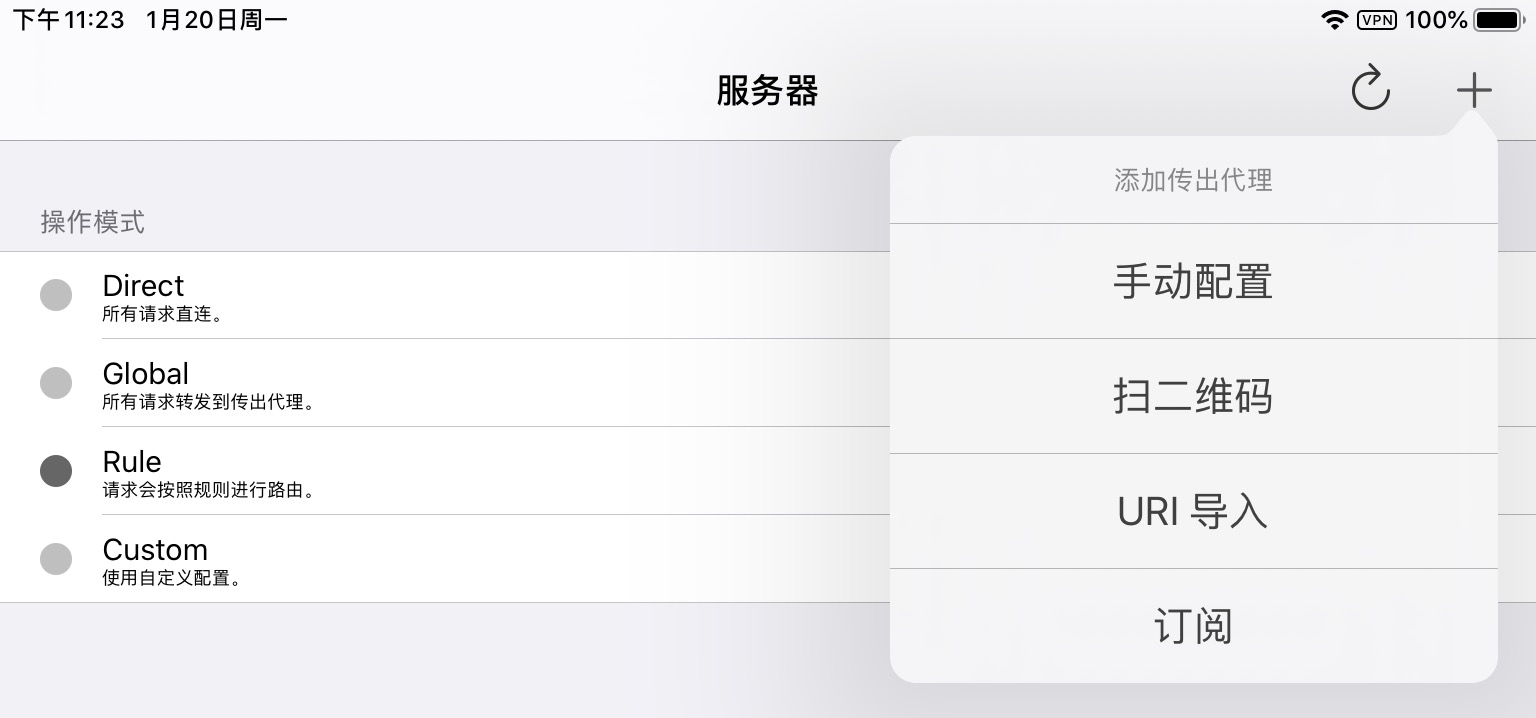 下午11:23 1月20日周一
VPN 100%
服务器
添加传出代理
手动配置
扫二维码
URI 导入
订阅
操作模式
Direct
所有请求直连。
Global
所有请求转发到传出代理。
Rule
请求会按照规则进行路由。
Custom
使用自定义配置。